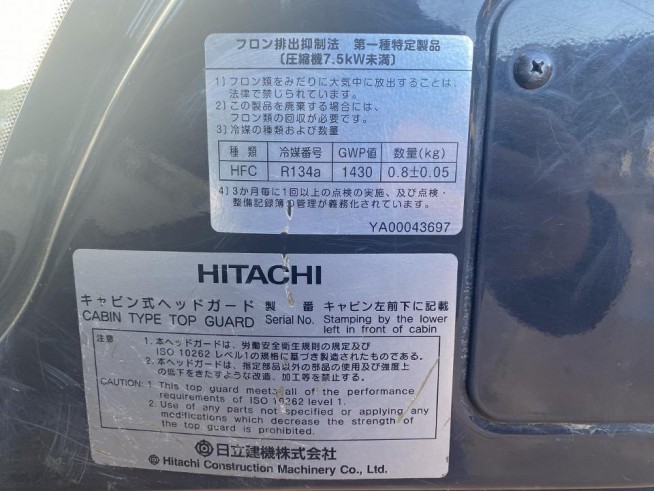 フロン排出抑制法 第一種特定製品
(圧縮機7.5kW未満)
1) フロン類をみだりに大気中に放出することは、
法律で禁じられています。
2) この製品を廃棄する場合には、
フロン類の回収が必要です。
3) 冷媒の種類および数量
種 類 冷媒番号 GWP値 数量(kg)
HFC R134a 1430 0.8±0.05
4) 3か月毎に1回以上の点検の実施、及び点検・
整備記録簿の管理が義務化されています。
YA00043697
HITACHI
キャビン式ヘッドガード 製 番 キャビン左前下に記載
CABIN TYPE TOP GUARD Serial No. Stamping by the lower
left in front of cabin
注意 1. 本ヘッドガードは、労働安全衛生規則の規定及び
ISO 10262 レベル1の規格に基づき製造されたものである。
2. 本ヘッドガードは、指定部品以外の部品の使用及び強度上
の低下をきたすような改造、加工等を禁止する。
CAUTION: 1. This top guard meets all of the performance
requirements of ISO 10262 level 1.
2. Use of any parts not specified or applying any
modifications which decrease the strength of
the top guard is prohibited.
日立建機株式会社
© Hitachi Construction Machinery Co., Ltd.